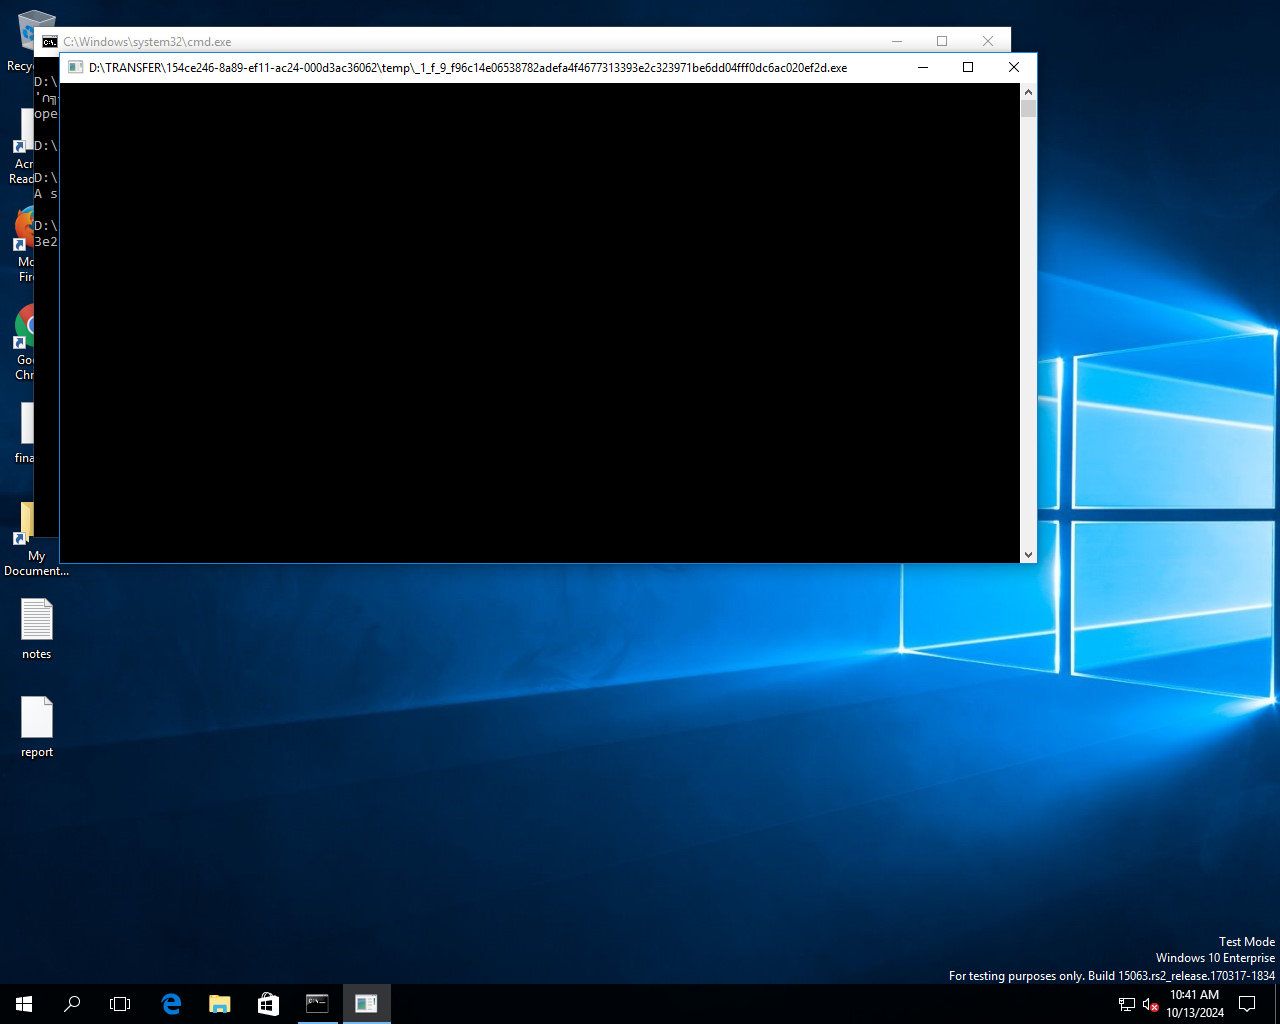 C:\Windows\system32\cmd.exe
D:\TRANSFER\154ce246-8a89-ef11-ac24-000d3ac36062\temp\_1_f_9_f96c14e06538782adefa4f4677313393e2c323971be6dd04fff0dc6ac020ef2d.exe
D:\
ope
D:\
D:\
A s
D:\
3e2
Recy
Acr
Read
Mo
Fire
Goo
Chr
fina
My
Document...
notes
report
Test Mode
Windows 10 Enterprise
For testing purposes only. Build 15063.rs2_release.170317-1834
10:41 AM
10/13/2024